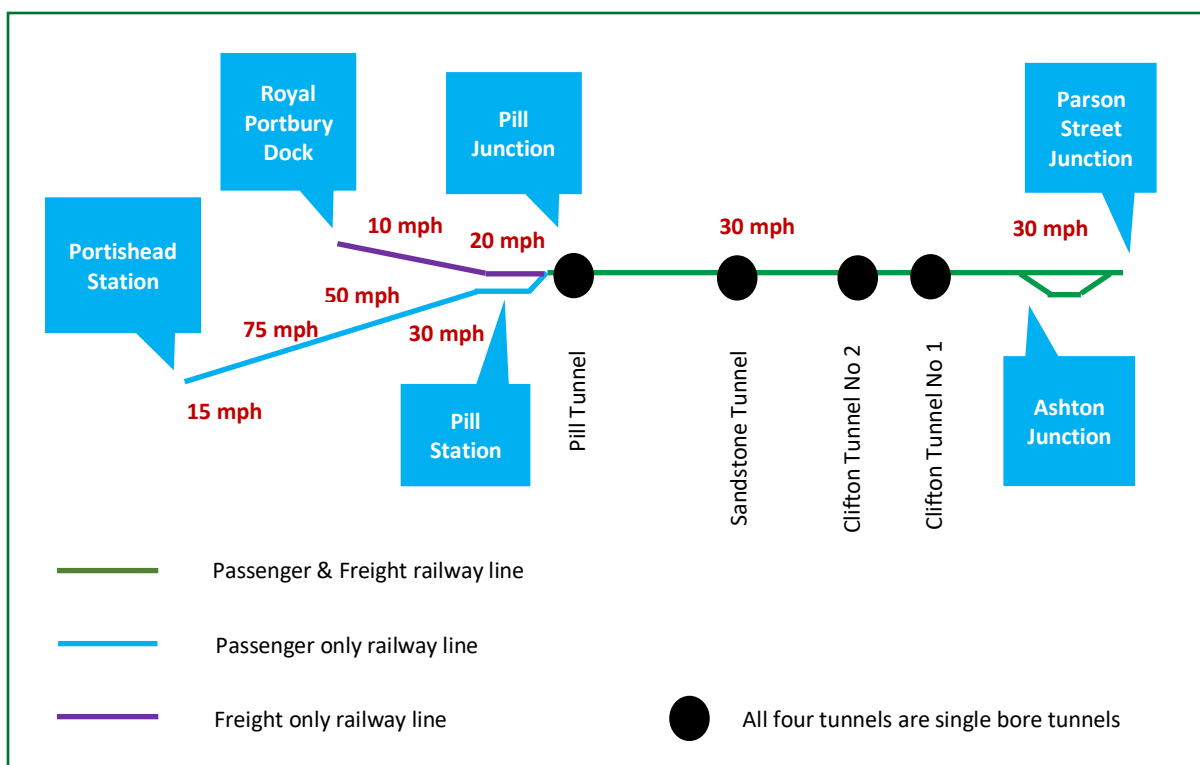 Royal
Portbury
Dock
Pill
Junction
Parson
Street
Junction
Portishead
Station
10 mph
20 mph
30 mph
30 mph
50 mph
75 mph
30 mph
15 mph
Pill
Station
Pill Tunnel
Sandstone Tunnel
Clifton Tunnel No 2
Clifton Tunnel No 1
Ashton
Junction
Passenger & Freight railway line
Passenger only railway line
Freight only railway line
All four tunnels are single bore tunnels